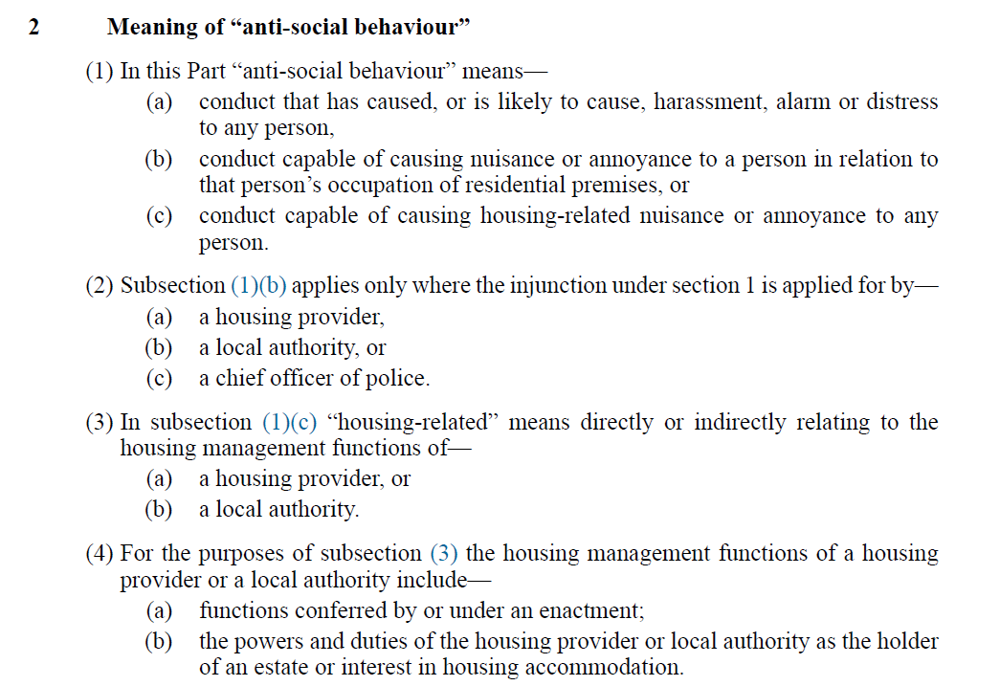 2 Meaning of “anti-social behaviour”
(1) In this Part “anti-social behaviour” means—
(a) conduct that has caused, or is likely to cause, harassment, alarm or distress
to any person,
(b) conduct capable of causing nuisance or annoyance to a person in relation to
that person’s occupation of residential premises, or
(c) conduct capable of causing housing-related nuisance or annoyance to any
person.
(2) Subsection (1)(b) applies only where the injunction under section 1 is applied for by—
(a) a housing provider,
(b) a local authority, or
(c) a chief officer of police.
(3) In subsection (1)(c) “housing-related” means directly or indirectly relating to the
housing management functions of—
(a) a housing provider, or
(b) a local authority.
(4) For the purposes of subsection (3) the housing management functions of a housing
provider or a local authority include—
(a) functions conferred by or under an enactment;
(b) the powers and duties of the housing provider or local authority as the holder
of an estate or interest in housing accommodation.